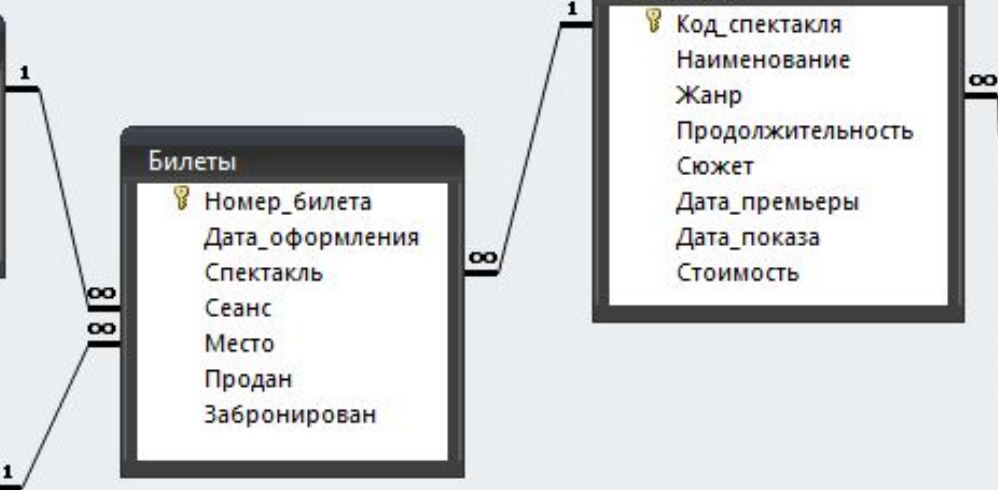 1
1
∞
Билеты
Номер_билета
Дата_оформления
Спектакль
Сеанс
Место
Продан
Забронирован
∞
∞
∞
1
Код_спектакля
Наименование
Жанр
Продолжительность
Сюжет
Дата_премьеры
Дата_показа
Стоимость